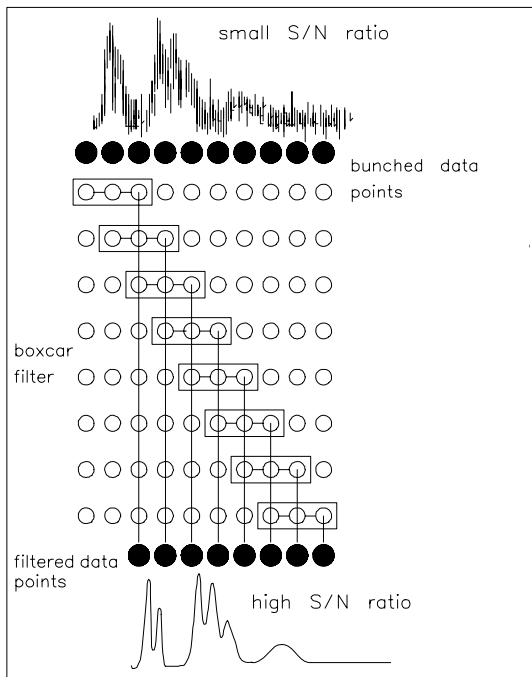 small S/N ratio
bunched data
points
boxcar
filter
filtered data
points
high S/N ratio